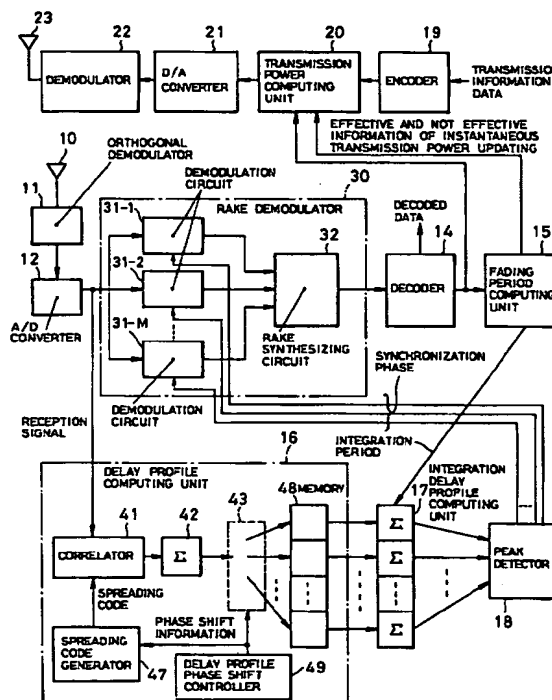 23
22
21
20
19
DEMODULATOR
D/A
CONVERTER
TRANSMISSION
POWER
COMPUTING
UNIT
ENCODER
TRANSMISSION
INFORMATION
DATA
EFFECTIVE AND NOT EFFECTIVE
INFORMATION OF INSTANTANEOUS
TRANSMISSION POWER UPDATING
10
ORTHOGONAL
DEMODULATOR
DEMODULATION
CIRCUIT
30
11
31-1
RAKE DEMODULATOR
32
DECODED
DATA
14
15
12
31-2
DECODER
FADING
PERIOD
COMPUTING
UNIT
A/D
CONVERTER
31-M
RAKE
SYNTHESIZING
CIRCUIT
SYNCHRONIZATION
PHASE
DEMODULATION
CIRCUIT
RECEPTION
SIGNAL
INTEGRATION
PERIOD
16
DELAY PROFILE
COMPUTING UNIT
INTEGRATION
DELAY
PROFILE
COMPUTING
UNIT
41
42
43
48 MEMORY
17
CORRELATOR
Σ
Σ
Σ
Σ
PEAK
DETECTOR
SPREADING
CODE
PHASE SHIFT
INFORMATION
18
SPREADING
CODE
GENERATOR
47
DELAY PROFILE
PHASE SHIFT
CONTROLLER
49